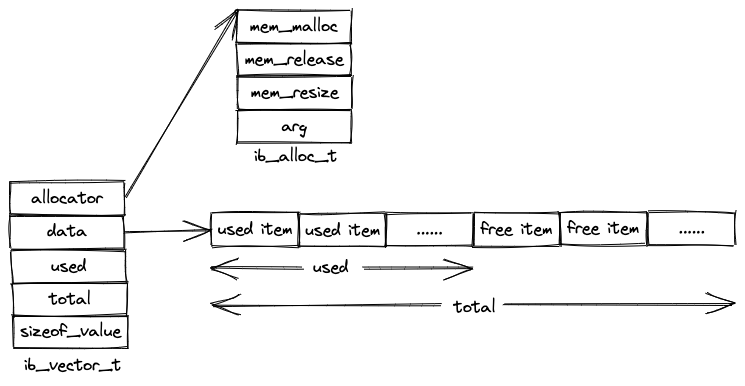 mem_malloc
mem_release
mem_resize
arg
ib_alloc_t
allocator
data
used
total
sizeof_value
ib_vector_t
used item used item ...... free item free item ......
used
total